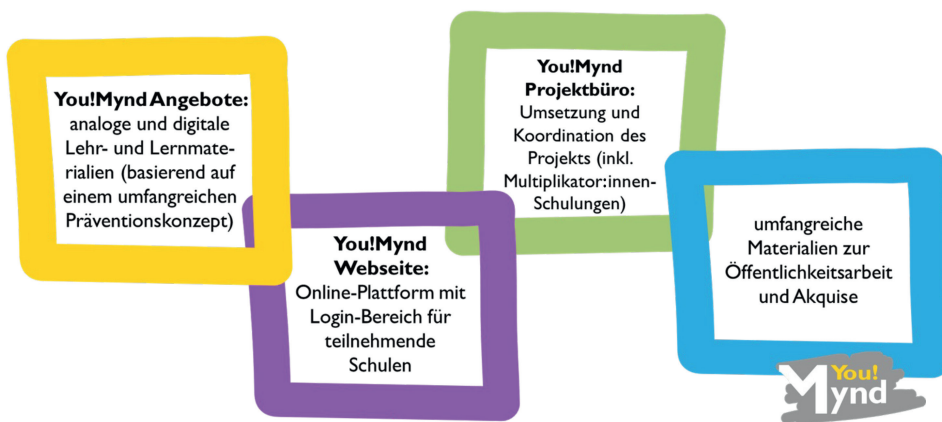 You!Mynd Angebote:
analoge und digitale
Lehr- und Lernmate-
rialien (basierend auf
einem umfangreichen
Präventionskonzept)
You!Mynd
Webseite:
Online-Plattform mit
Login-Bereich für
teilnehmende
Schulen
You!Mynd
Projektbüro:
Umsetzung und
Koordination des
Projekts (inkl.
Multiplikator:innen-
Schulungen)
umfangreiche
Materialien zur
Öffentlichkeitsarbeit
und Akquise
You!
Mynd